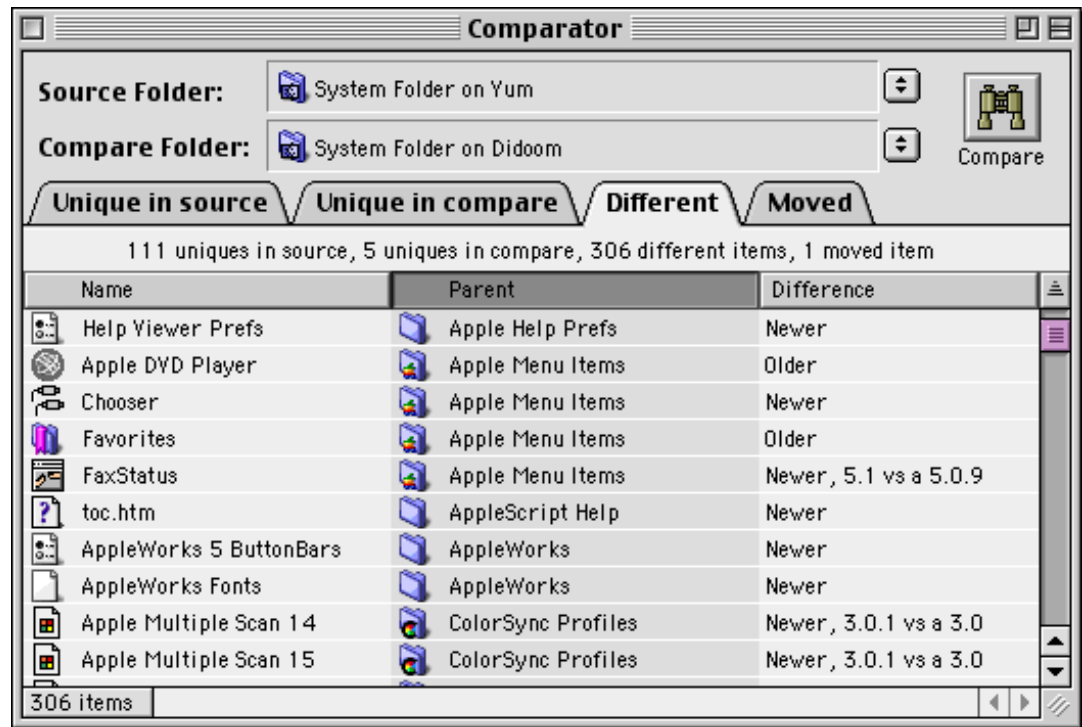 Comparator
Source Folder: System Folder on Yum
Compare Folder: System Folder on Didoom
Compare
Unique in source Unique in compare Different Moved
111 uniques in source, 5 uniques in compare, 306 different items, 1 moved item
Name Parent Difference
Help Viewer Prefs Apple Help Prefs Newer
Apple DVD Player Apple Menu Items Older
Chooser Apple Menu Items Newer
Favorites Apple Menu Items Older
FaxStatus Apple Menu Items Newer, 5.1 vs a 5.0.9
toc.htm AppleScript Help Newer
AppleWorks 5 ButtonBars AppleWorks Newer
AppleWorks Fonts AppleWorks Newer
Apple Multiple Scan 14 ColorSync Profiles Newer, 3.0.1 vs a 3.0
Apple Multiple Scan 15 ColorSync Profiles Newer, 3.0.1 vs a 3.0
306 items